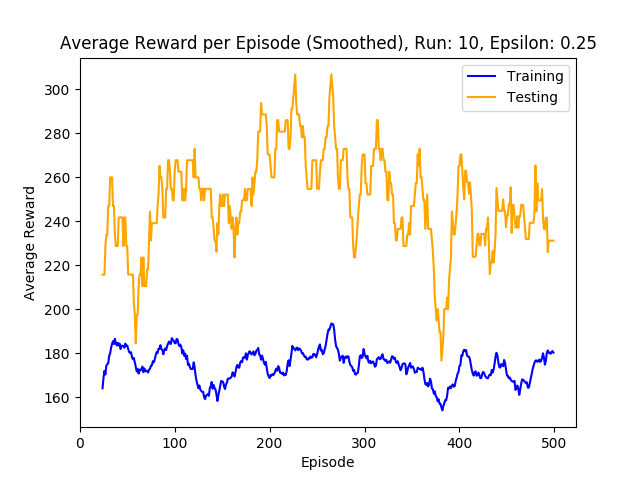 Average Reward per Episode (Smoothed), Run: 10, Epsilon: 0.25
Training
Testing
Average Reward
300
280
260
240
220
200
180
160
0 100 200 300 400 500
Episode